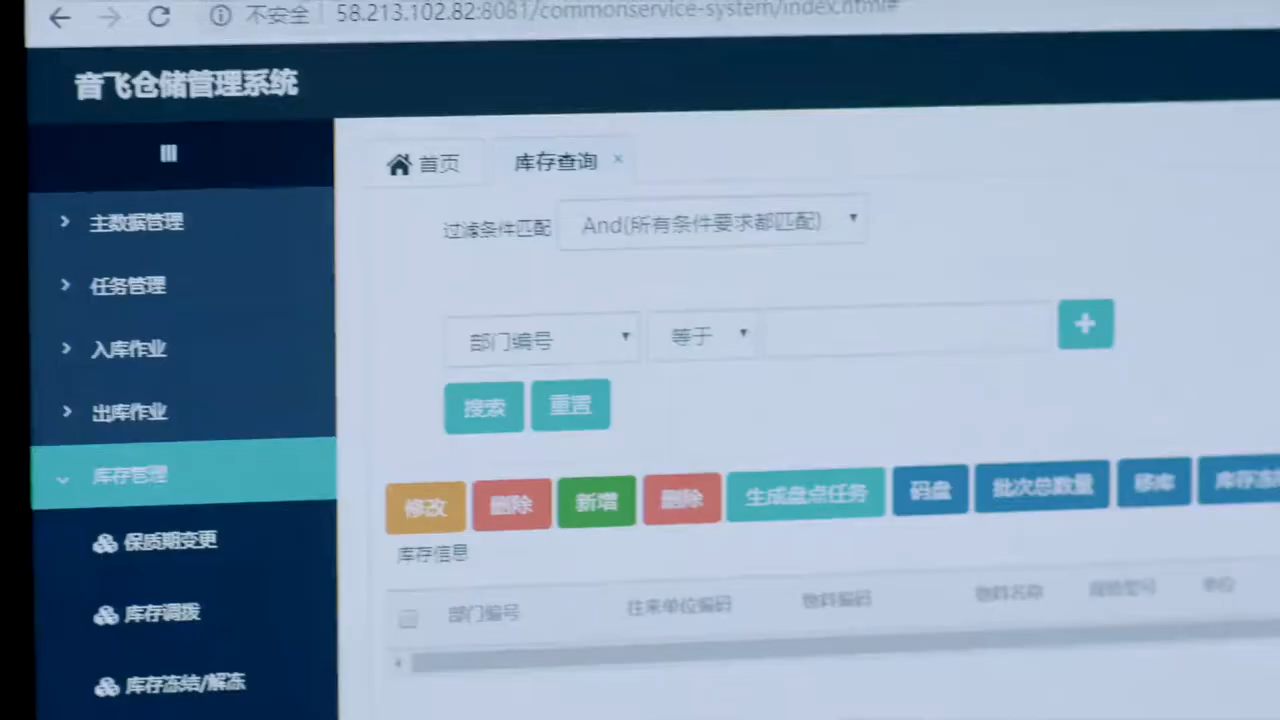 不安全 58.213.102.82:8081/commonservice-system/index.html#
音飞仓储管理系统
首页 库存查询 ×
主数据管理
过滤条件匹配 And(所有条件要求都匹配)
任务管理
部门编号 等于 +
入库作业
搜索 重置
出库作业
库存管理
修改 删除 新增 删除 生成盘点任务 码盘 批次总数量 移库 库存冻
库存信息
保质期变更
部门编号 往来单位编码 物料编码 物料名称 规格型号 单位
库存调拨
库存冻结/解冻